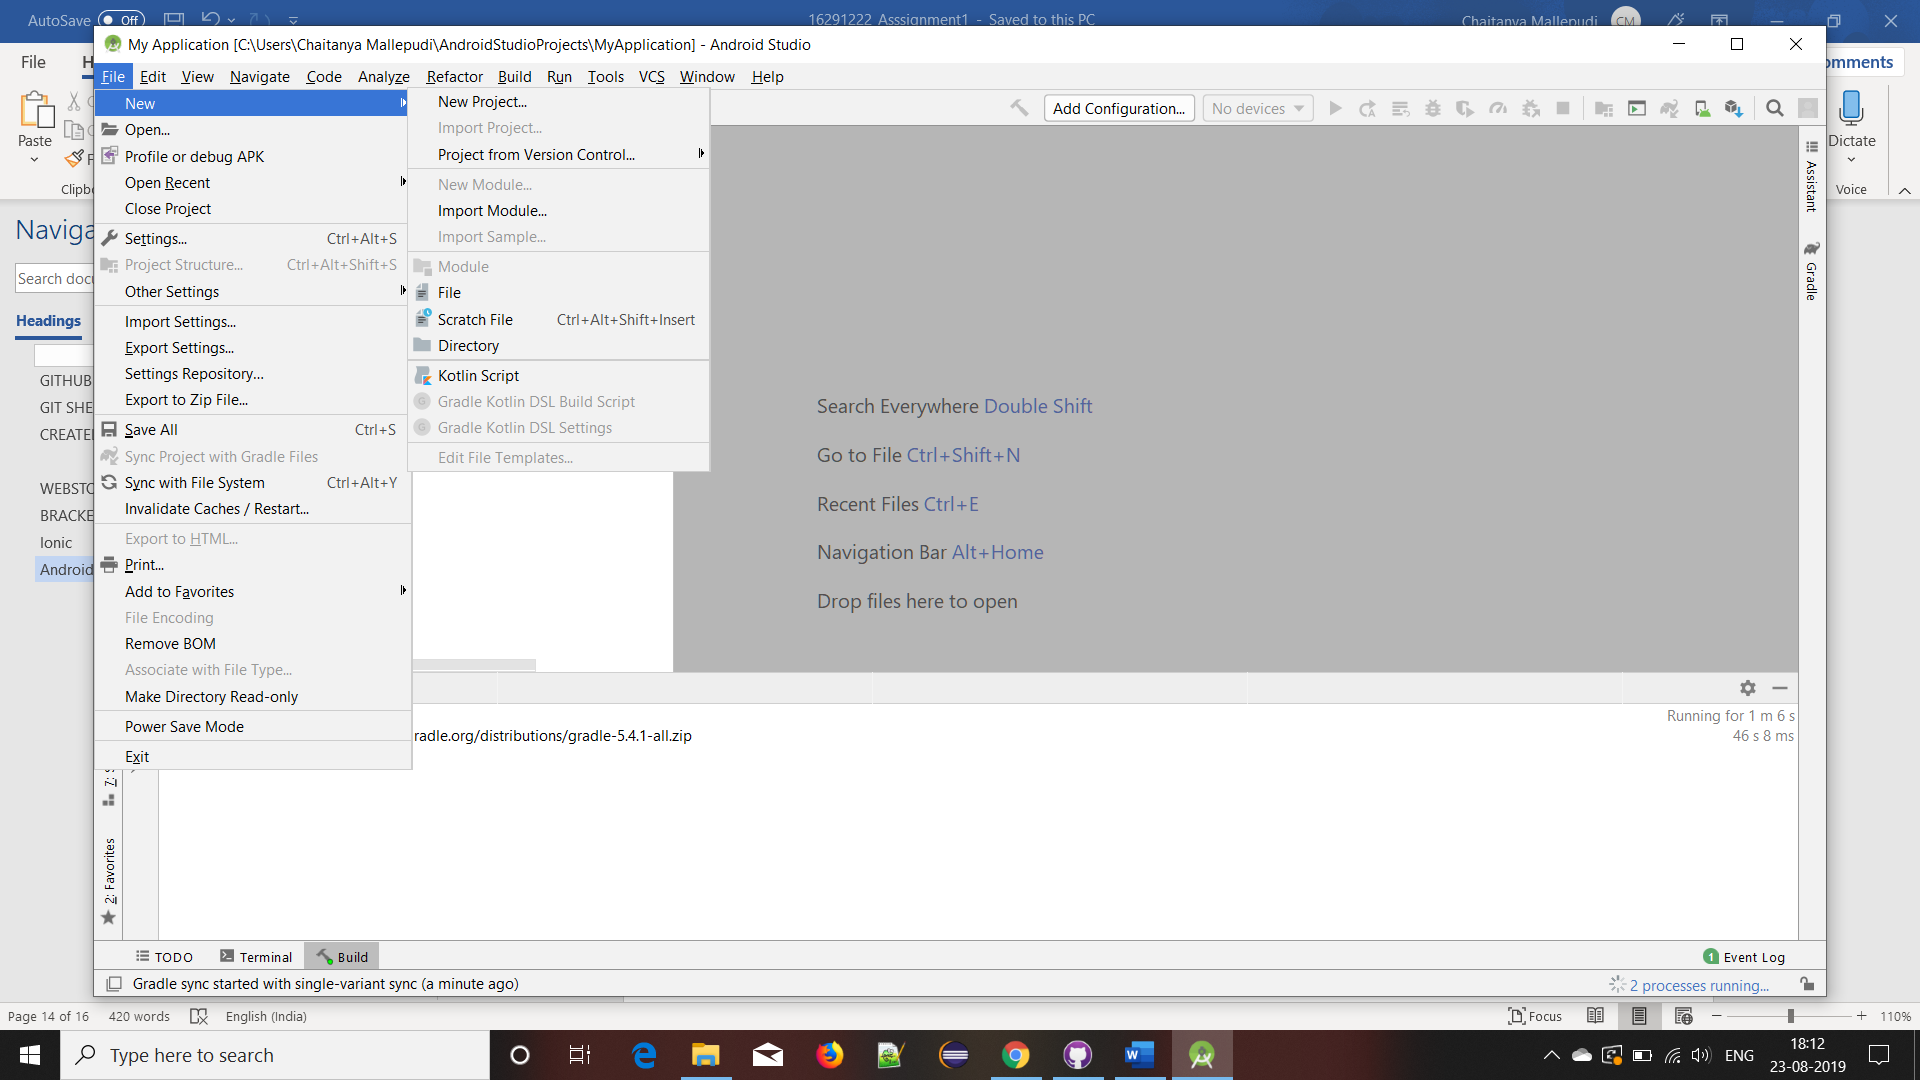 AutoSave Off
16291222_Asssignment1 - Saved to this PC
Chaitanya Mallepudi CM
File
Comments
Paste
Clipb
Dictate
Voice
Naviga
Search docu
Headings
GITHUB
GIT SHE
CREATE
WEBSTO
BRACKE
Ionic
Android
My Application [C:\Users\Chaitanya Mallepudi\AndroidStudioProjects\MyApplication] - Android Studio
File Edit View Navigate Code Analyze Refactor Build Run Tools VCS Window Help
Add Configuration... No devices
New
Open...
Profile or debug APK
Open Recent
Close Project
Settings... Ctrl+Alt+S
Project Structure... Ctrl+Alt+Shift+S
Other Settings
Import Settings...
Export Settings...
Settings Repository...
Export to Zip File...
Save All Ctrl+S
Sync Project with Gradle Files
Sync with File System Ctrl+Alt+Y
Invalidate Caches / Restart...
Export to HTML...
Print...
Add to Favorites
File Encoding
Remove BOM
Associate with File Type...
Make Directory Read-only
Power Save Mode
Exit
New Project...
Import Project...
Project from Version Control...
New Module...
Import Module...
Import Sample...
Module
File
Scratch File Ctrl+Alt+Shift+Insert
Directory
Kotlin Script
Gradle Kotlin DSL Build Script
Gradle Kotlin DSL Settings
Edit File Templates...
Search Everywhere Double Shift
Go to File Ctrl+Shift+N
Recent Files Ctrl+E
Navigation Bar Alt+Home
Drop files here to open
Assistant
Gradle
Running for 1 m 6 s
radle.org/distributions/gradle-5.4.1-all.zip
46 s 8 ms
2: Favorites
TODO Terminal Build
1 Event Log
Gradle sync started with single-variant sync (a minute ago)
2 processes running...
Page 14 of 16 420 words English (India)
Focus
110%
Type here to search
ENG
18:12
23-08-2019